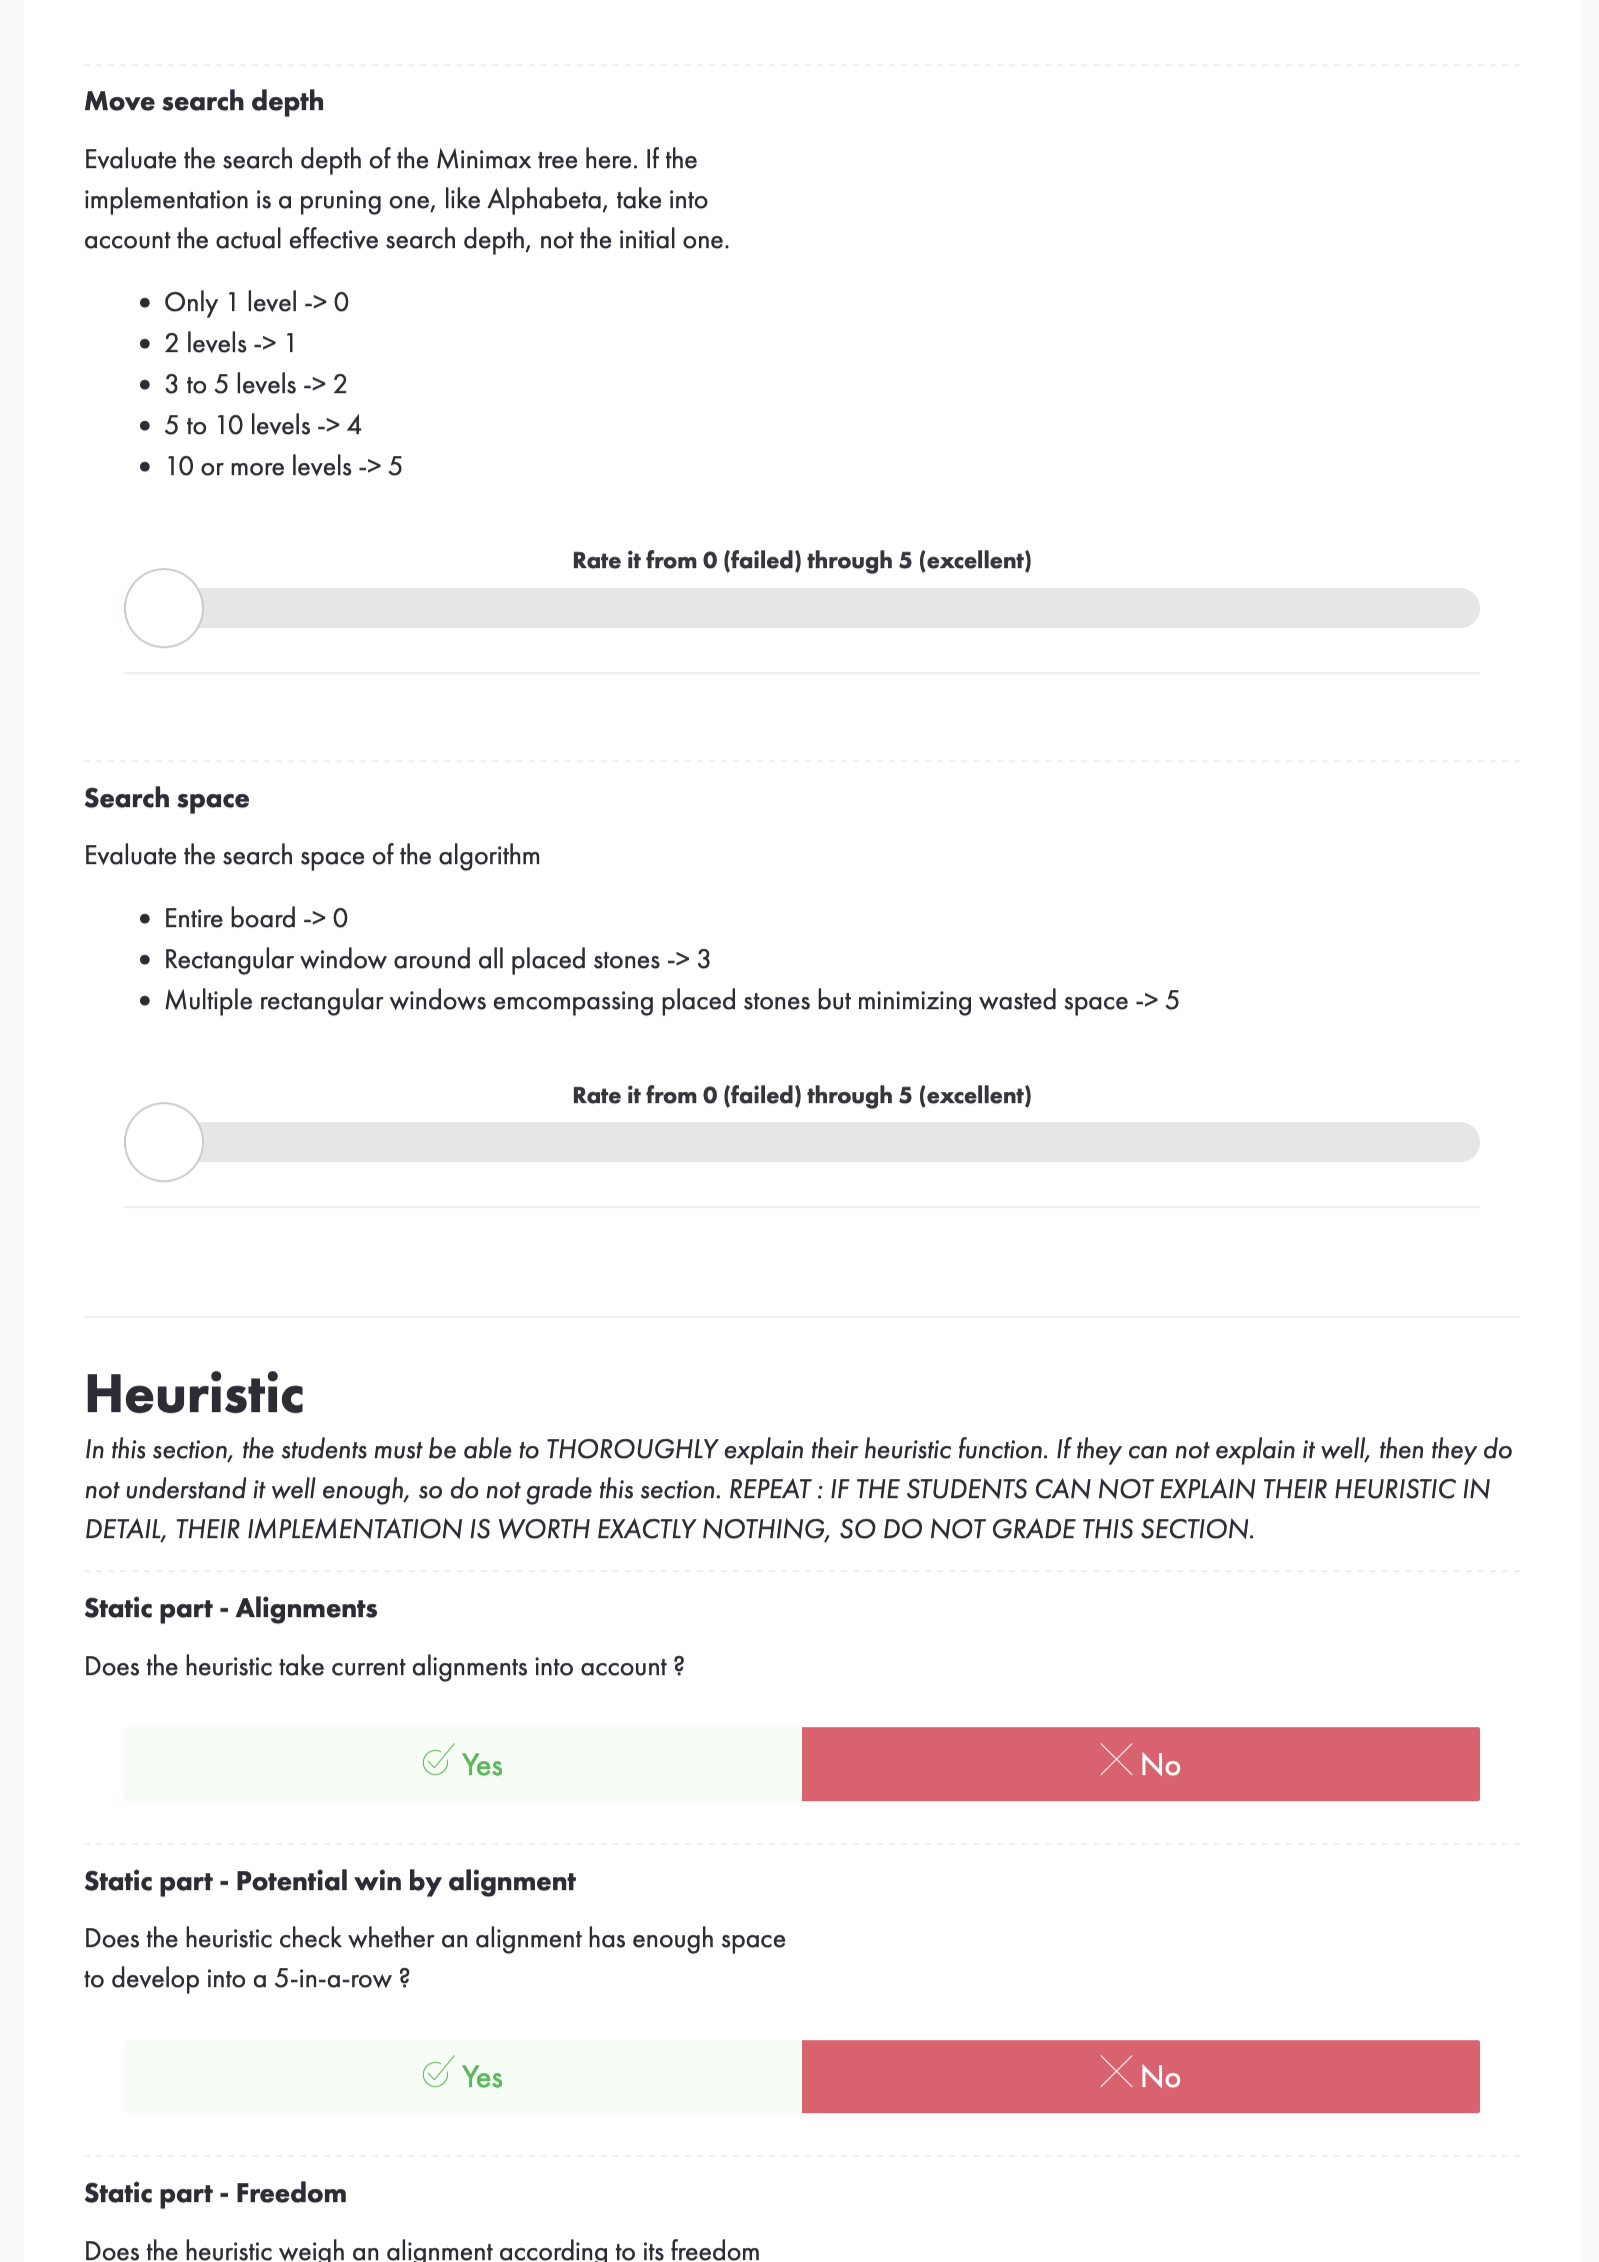 Move search depth
Evaluate the search depth of the Minimax tree here. If the
implementation is a pruning one, like Alphabeta, take into
account the actual effective search depth, not the initial one.
• Only 1 level -> 0
• 2 levels -> 1
• 3 to 5 levels -> 2
• 5 to 10 levels -> 4
• 10 or more levels -> 5
Rate it from 0 (failed) through 5 (excellent)
Search space
Evaluate the search space of the algorithm
• Entire board -> 0
• Rectangular window around all placed stones -> 3
• Multiple rectangular windows emcompassing placed stones but minimizing wasted space -> 5
Rate it from 0 (failed) through 5 (excellent)
Heuristic
In this section, the students must be able to THOROUGHLY explain their heuristic function. If they can not explain it well, then they do
not understand it well enough, so do not grade this section. REPEAT : IF THE STUDENTS CAN NOT EXPLAIN THEIR HEURISTIC IN
DETAIL, THEIR IMPLEMENTATION IS WORTH EXACTLY NOTHING, SO DO NOT GRADE THIS SECTION.
Static part - Alignments
Does the heuristic take current alignments into account ?
Yes
No
Static part - Potential win by alignment
Does the heuristic check whether an alignment has enough space
to develop into a 5-in-a-row ?
Yes
No
Static part - Freedom
Does the heuristic weigh an alignment according to its freedom